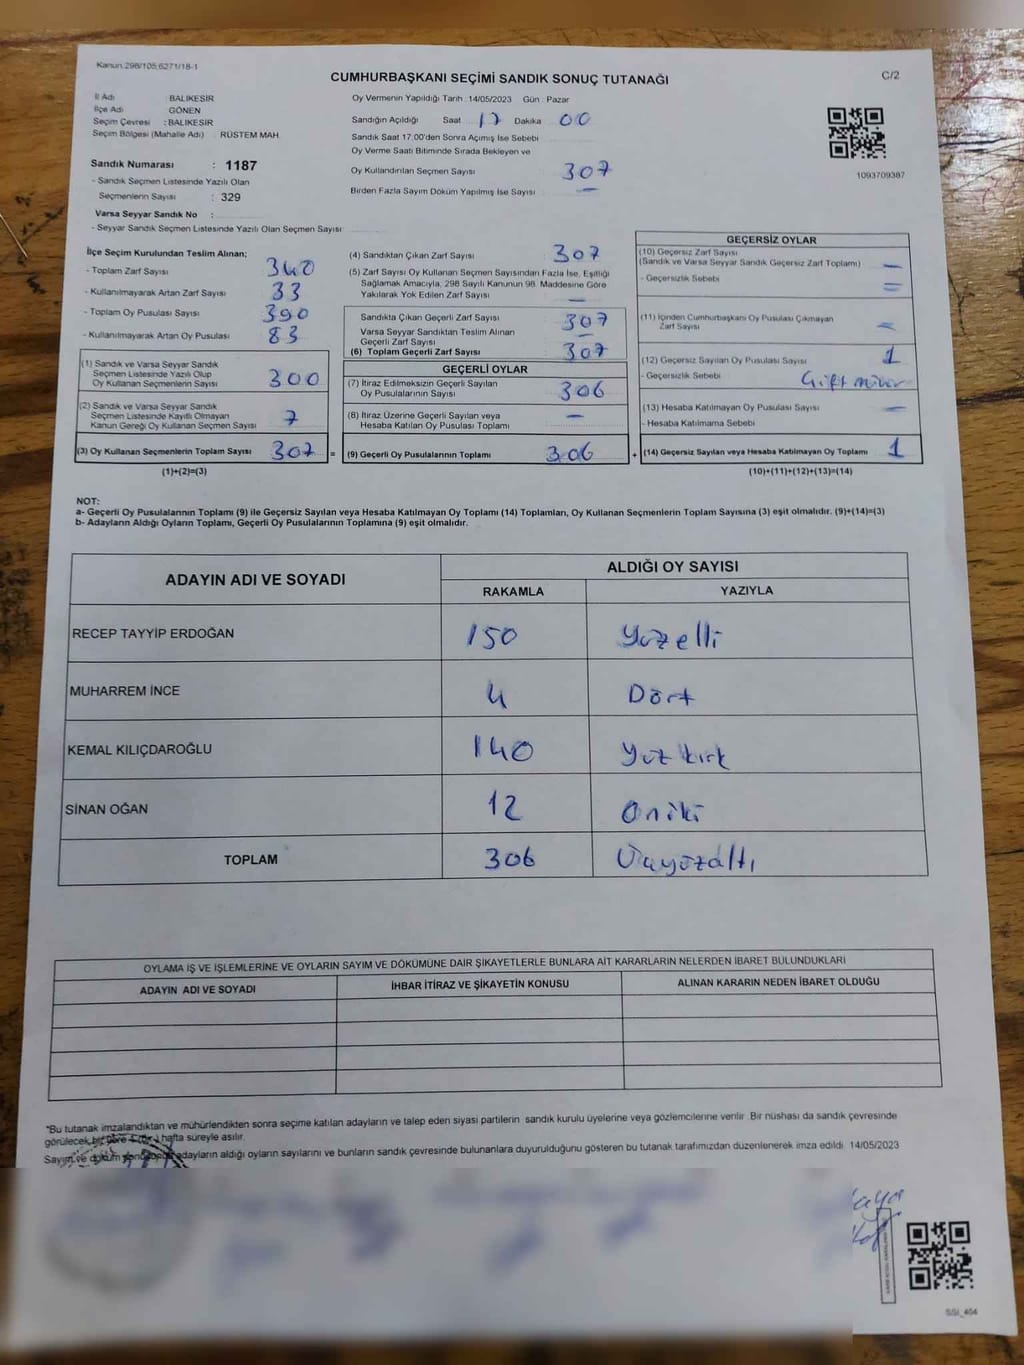 Kanun 298/105;6271/18-1
CUMHURBAŞKANI SEÇİMİ SANDIK SONUÇ TUTANAĞI
C/2
İl Adı : BALIKESİR
İlçe Adı : GÖNEN
Seçim Çevresi : BALIKESİR
Seçim Bölgesi (Mahalle Adı) : RÜSTEM MAH.
Sandık Numarası : 1187
- Sandık Seçmen Listesinde Yazılı Olan
Seçmenlerin Sayısı : 329
Varsa Seyyar Sandık No :
- Seyyar Sandık Seçmen Listesinde Yazılı Olan Seçmen Sayısı:
Oy Vermenin Yapıldığı Tarih : 14/05/2023 Gün : Pazar
Sandığın Açıldığı Saat 17 Dakika 00
Sandık Saat 17.00'den Sonra Açımış İse Sebebi
Oy Verme Saati Bitiminde Sırada Bekleyen ve
Oy Kullandırılan Seçmen Sayısı 307
Birden Fazla Sayım Döküm Yapılmış İse Sayısı —
1093709387
İlçe Seçim Kurulundan Teslim Alınan;
- Toplam Zarf Sayısı 340
- Kullanılmayarak Artan Zarf Sayısı 33
- Toplam Oy Pusulası Sayısı 390
- Kullanılmayarak Artan Oy Pusulası 83
(1) Sandık ve Varsa Seyyar Sandık
Seçmen Listesinde Yazılı Olup
Oy Kullanan Seçmenlerin Sayısı 300
(2) Sandık ve Varsa Seyyar Sandık
Seçmen Listesinde Kayıtlı Olmayan
Kanun Gereği Oy Kullanan Seçmen Sayısı 7
(3) Oy Kullanan Seçmenlerin Toplam Sayısı 307 =
(1)+(2)=(3)
(4) Sandıktan Çıkan Zarf Sayısı 307
(5) Zarf Sayısı Oy Kullanan Seçmen Sayısından Fazla İse, Eşitliği
Sağlamak Amacıyla, 298 Sayılı Kanunun 98. Maddesine Göre
Yakılarak Yok Edilen Zarf Sayısı —
Sandıkta Çıkan Geçerli Zarf Sayısı 307
Varsa Seyyar Sandıktan Teslim Alınan
Geçerli Zarf Sayısı —
(6) Toplam Geçerli Zarf Sayısı 307
GEÇERLİ OYLAR
(7) İtiraz Edilmeksizin Geçerli Sayılan
Oy Pusulalarının Sayısı 306
(8) İtiraz Üzerine Geçerli Sayılan veya
Hesaba Katılan Oy Pusulası Toplamı —
(9) Geçerli Oy Pusulalarının Toplamı 306 +
GEÇERSİZ OYLAR
(10) Geçersiz Zarf Sayısı
(Sandık ve Varsa Seyyar Sandık Geçersiz Zarf Toplamı) —
- Geçersizlik Sebebi
(11) İçinden Cumhurbaşkanı Oy Pusulası Çıkmayan
Zarf Sayısı —
(12) Geçersiz Sayılan Oy Pusulası Sayısı 1
- Geçersizlik Sebebi Çift mühür
(13) Hesaba Katılmayan Oy Pusulası Sayısı —
- Hesaba Katılmama Sebebi
(14) Geçersiz Sayılan veya Hesaba Katılmayan Oy Toplamı 1
(10)+(11)+(12)+(13)=(14)
NOT:
a- Geçerli Oy Pusulalarının Toplamı (9) ile Geçersiz Sayılan veya Hesaba Katılmayan Oy Toplamı (14) Toplamları, Oy Kullanan Seçmenlerin Toplam Sayısına (3) eşit olmalıdır. (9)+(14)=(3)
b- Adayların Aldığı Oyların Toplamı, Geçerli Oy Pusulalarının Toplamına (9) eşit olmalıdır.
ADAYIN ADI VE SOYADI
ALDIĞI OY SAYISI
RAKAMLA YAZIYLA
RECEP TAYYİP ERDOĞAN 150 Yüzelli
MUHARREM İNCE 4 Dört
KEMAL KILIÇDAROĞLU 140 Yüz kırk
SİNAN OĞAN 12 Oniki
TOPLAM 306 Üçyüzaltı
OYLAMA İŞ VE İŞLEMLERİNE VE OYLARIN SAYIM VE DÖKÜMÜNE DAİR ŞİKAYETLERLE BUNLARA AİT KARARLARIN NELERDEN İBARET BULUNDUKLARI
ADAYIN ADI VE SOYADI İHBAR İTİRAZ VE ŞİKAYETİN KONUSU ALINAN KARARIN NEDEN İBARET OLDUĞU
*Bu tutanak imzalandıktan ve mühürlendikten sonra seçime katılan adayların ve talep eden siyasi partilerin sandık kurulu üyelerine veya gözlemcilerine verilir. Bir nüshası da sandık çevresinde
görülecek bir hafta süreyle asılır.
Sayım ve döküm sonucunda adayların aldığı oyların sayılarını ve bunların sandık çevresinde bulunanlara duyurulduğunu gösteren bu tutanak tarafımızdan düzenlenerek imza edildi. 14/05/2023
SSI_404